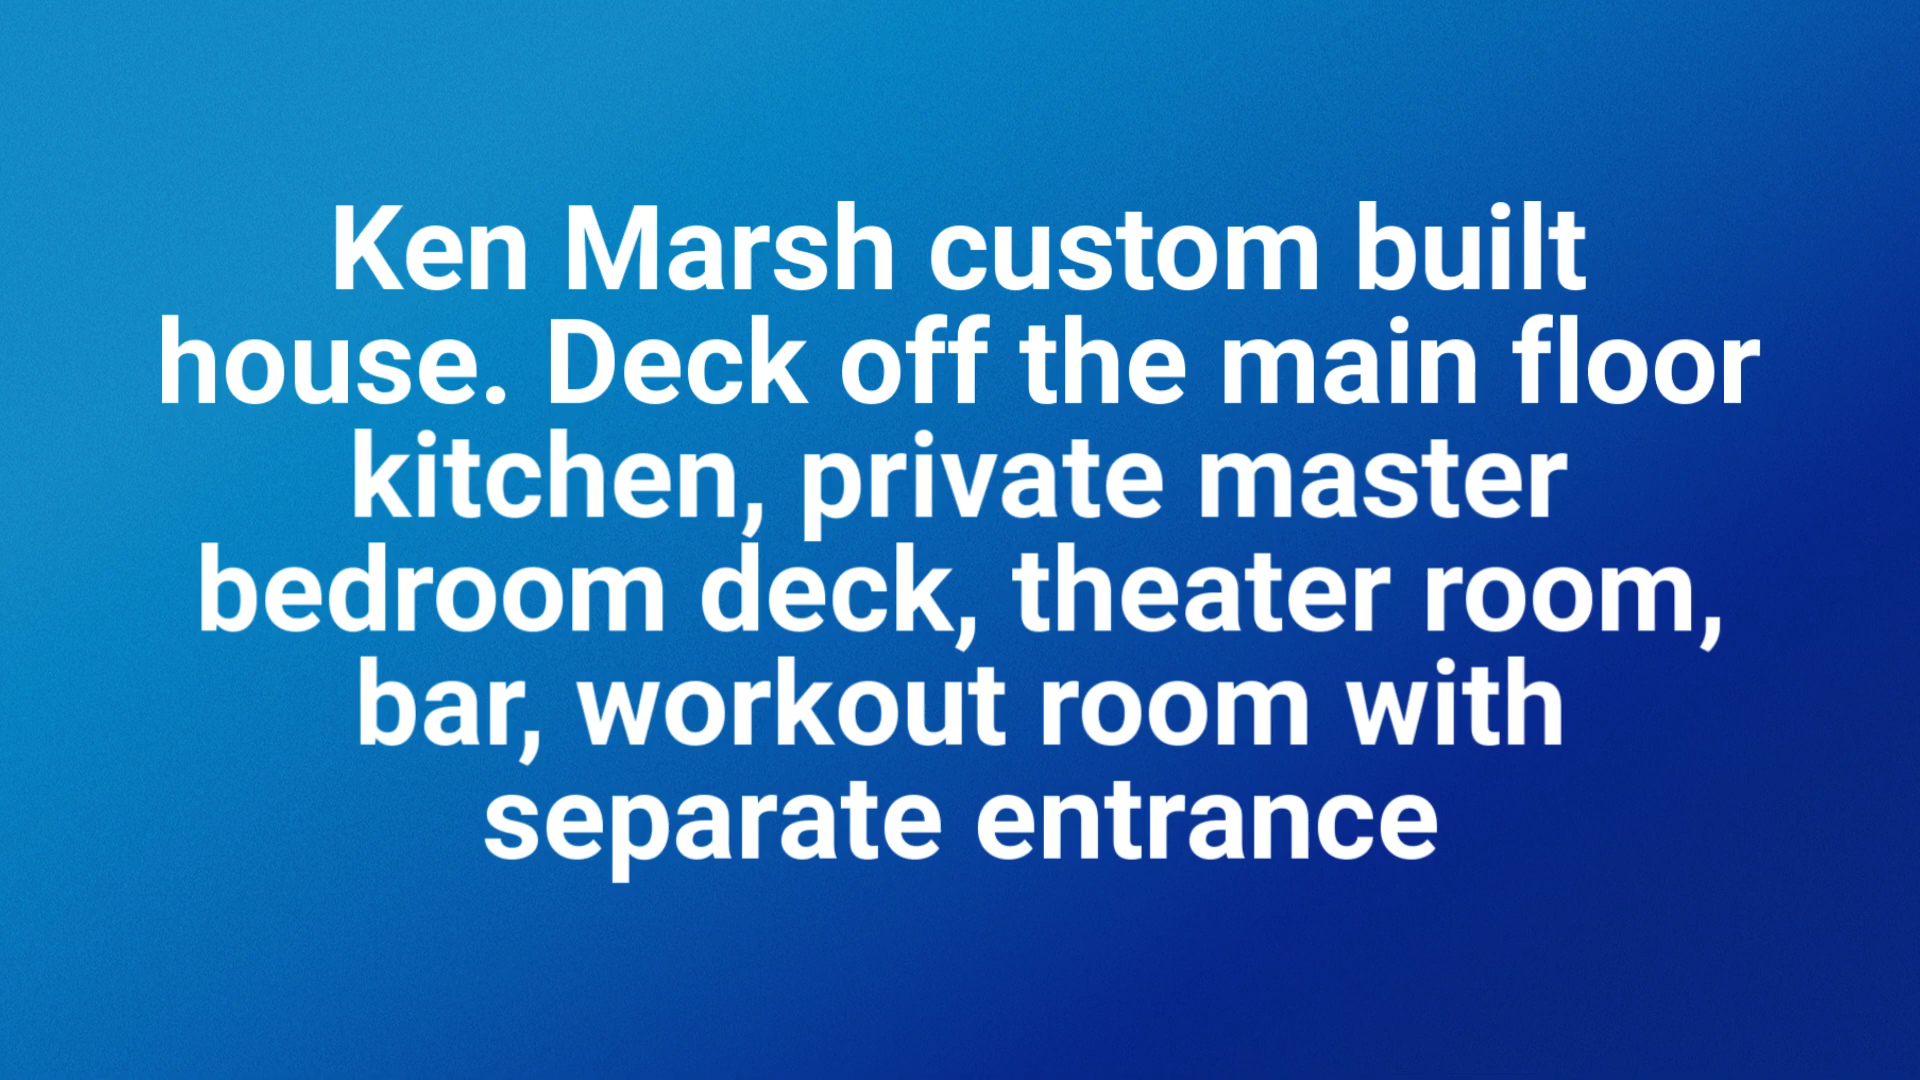 Ken Marsh custom built
house. Deck off the main floor
kitchen, private master
bedroom deck, theater room,
bar, workout room with
separate entrance